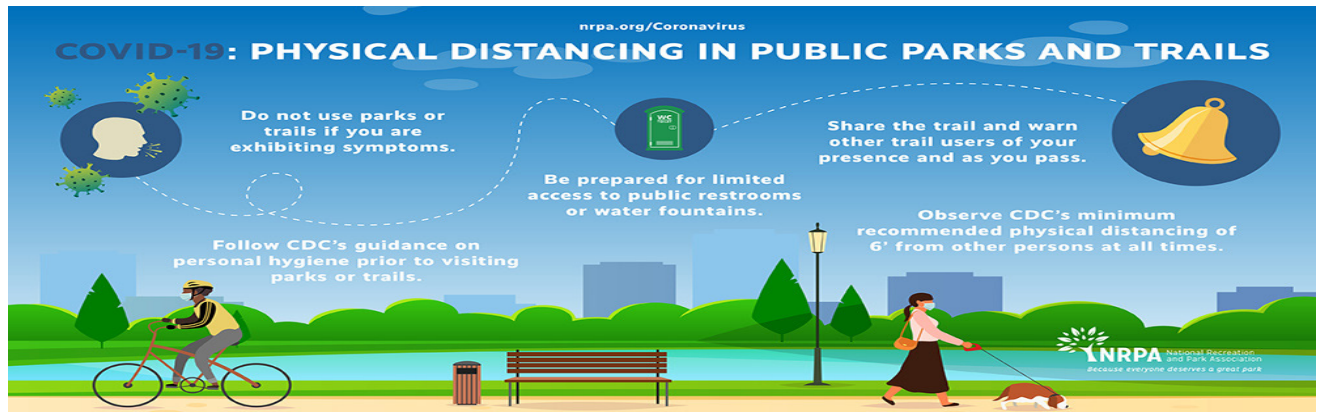 nrpa.org/Coronavirus
COVID-19: PHYSICAL DISTANCING IN PUBLIC PARKS AND TRAILS
Do not use parks or
trails if you are
exhibiting symptoms.
Follow CDC's guidance on
personal hygiene prior to visiting
parks or trails.
WC
Be prepared for limited
access to public restrooms
or water fountains.
Share the trail and warn
other trail users of your
presence and as you pass.
Observe CDC's minimum
recommended physical distancing of
6' from other persons at all times.
NRPA National Recreation
and Park Association
Because everyone deserves a great park